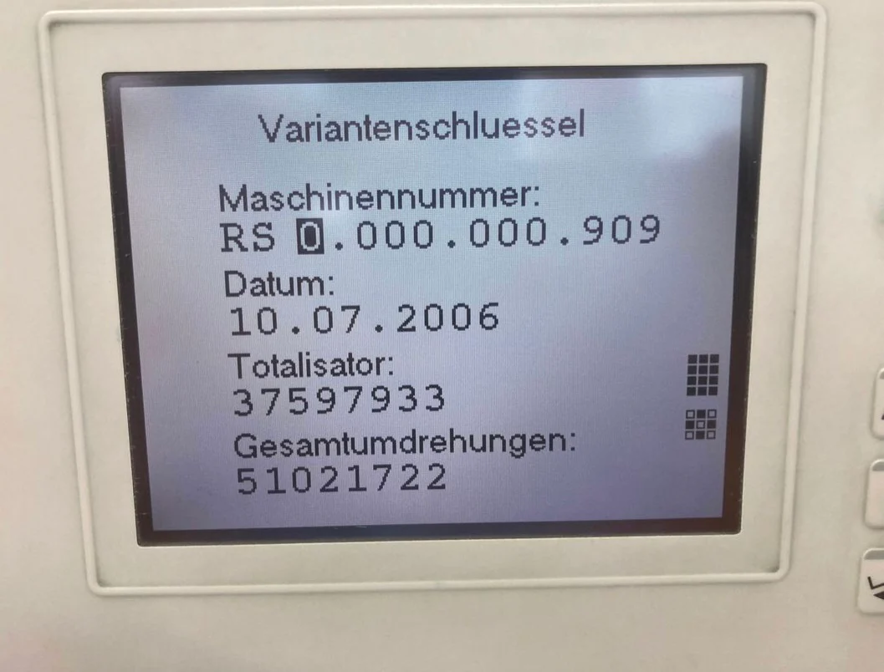 Variantenschluessel
Maschinennummer:
RS 0.000.000.909
Datum:
10.07.2006
Totalisator:
37597933
Gesamtumdrehungen:
51021722